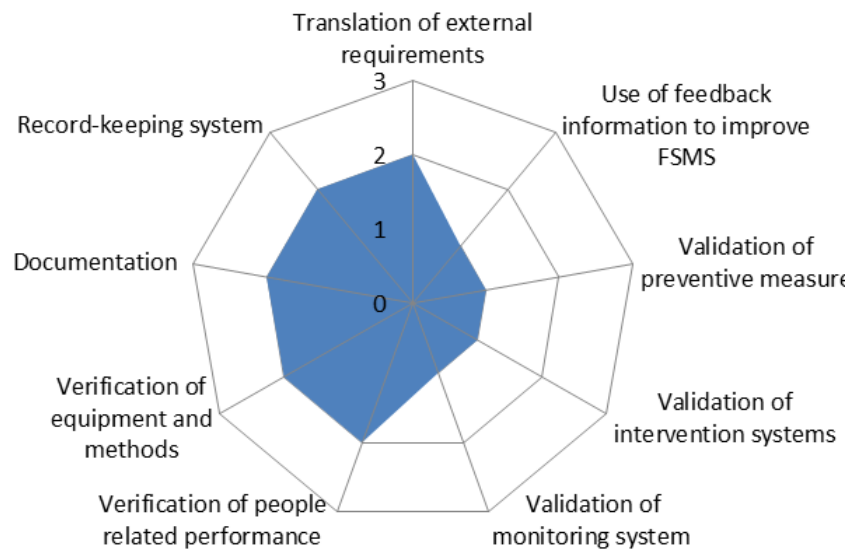 Translation of external
requirements
Use of feedback
information to improve
FSMS
Validation of
preventive measure
Validation of
intervention systems
Validation of
monitoring system
Verification of people
related performance
Verification of
equipment and
methods
Documentation
Record-keeping system
3
2
1
0